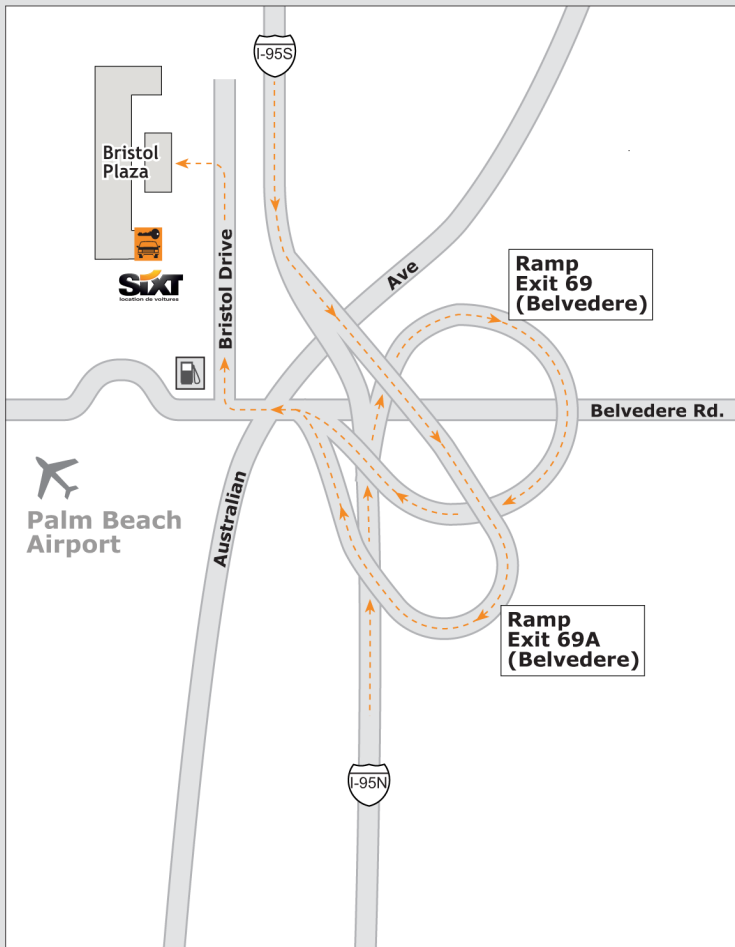 I-95S
Bristol
Plaza
SIXT
location de voitures
Bristol Drive
Ave
Ramp
Exit 69
(Belvedere)
Belvedere Rd.
Australian
Palm Beach
Airport
Ramp
Exit 69A
(Belvedere)
I-95N